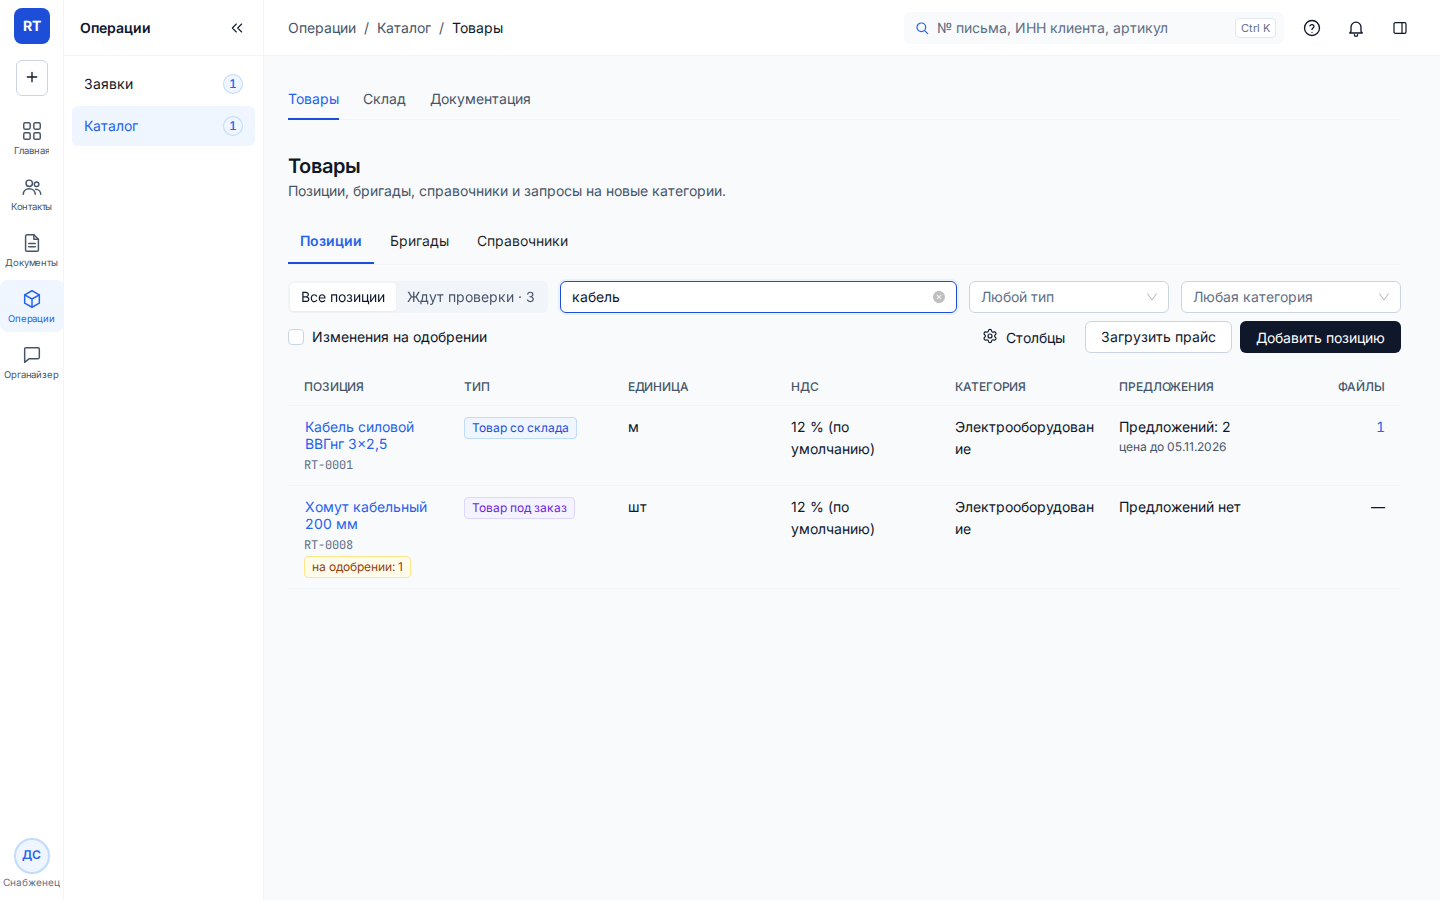 RT
Операции
Операции / Каталог / Товары
№ письма, ИНН клиента, артикул
Ctrl K
Заявки 1
Каталог 1
Главная
Контакты
Документы
Операции
Органайзер
ДС
Снабженец
Товары Склад Документация
Товары
Позиции, бригады, справочники и запросы на новые категории.
Позиции Бригады Справочники
Все позиции Ждут проверки · 3 кабель Любой тип Любая категория
Изменения на одобрении Столбцы Загрузить прайс Добавить позицию
ПОЗИЦИЯ ТИП ЕДИНИЦА НДС КАТЕГОРИЯ ПРЕДЛОЖЕНИЯ ФАЙЛЫ
Кабель силовой Товар со склада м 12 % (по Электрооборудован Предложений: 2 1
ВВГнг 3×2,5 умолчанию) ие цена до 05.11.2026
RT-0001
Хомут кабельный Товар под заказ шт 12 % (по Электрооборудован Предложений нет —
200 мм умолчанию) ие
RT-0008
на одобрении: 1